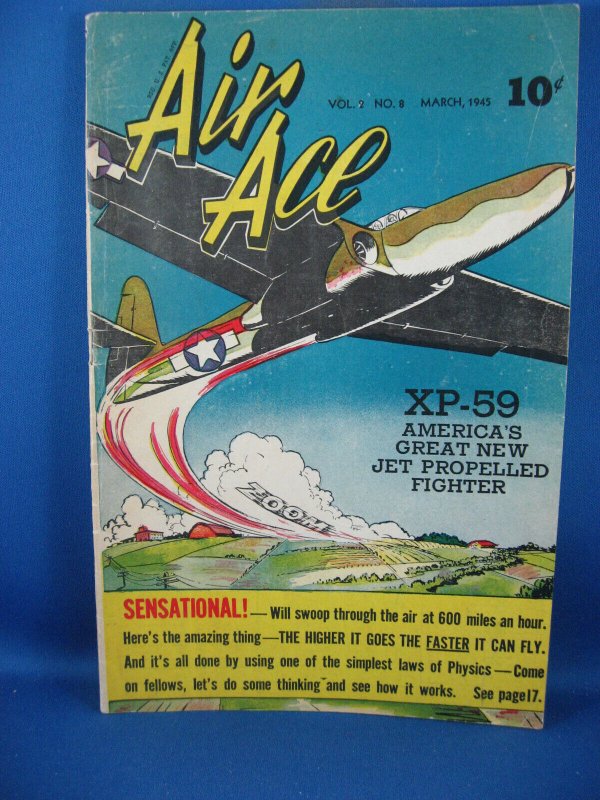 REG U S PAT OFF
Air
Ace
VOL. 2 NO. 8 MARCH, 1945 10¢
XP-59
AMERICA'S
GREAT NEW
JET PROPELLED
FIGHTER
ZOOM
SENSATIONAL!—Will swoop through the air at 600 miles an hour.
Here's the amazing thing—THE HIGHER IT GOES THE FASTER IT CAN FLY.
And it's all done by using one of the simplest laws of Physics—Come
on fellows, let's do some thinking and see how it works. See page 17.